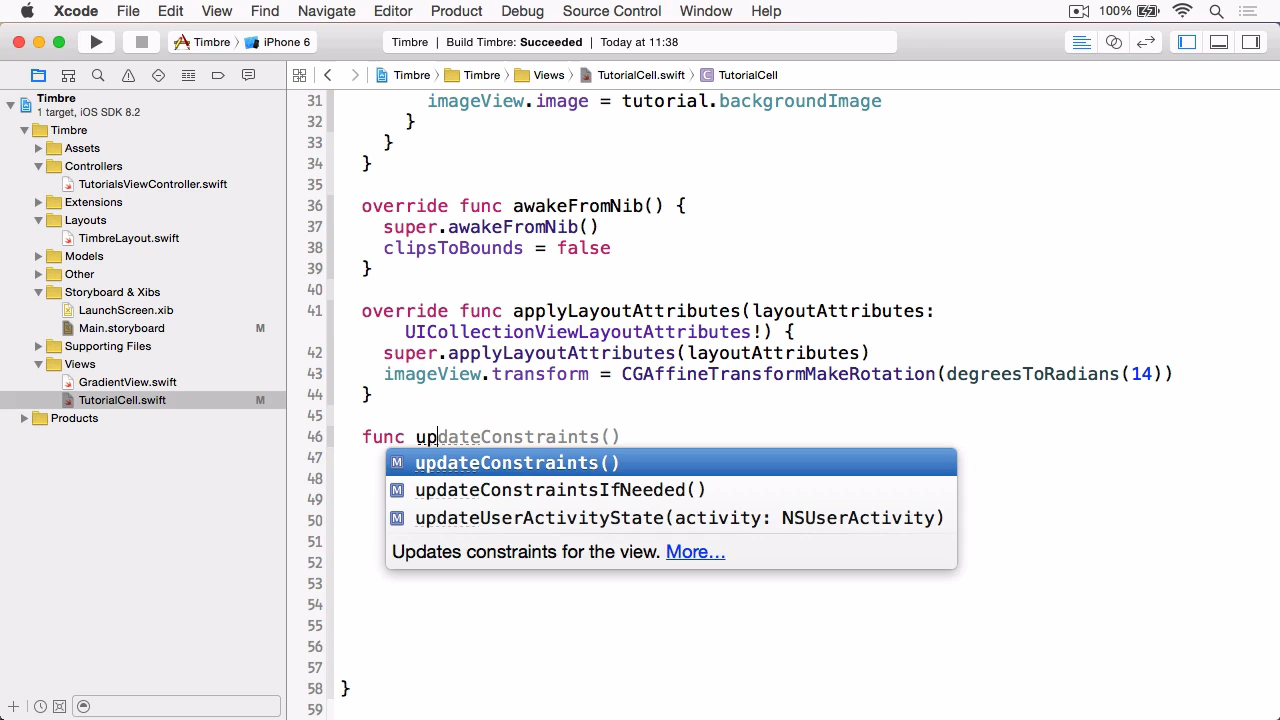 Xcode File Edit View Find Navigate Editor Product Debug Source Control Window Help 100%
Timbre 〉 iPhone 6 Timbre | Build Timbre: Succeeded | Today at 11:38
Timbre 〉 Timbre 〉 Views 〉 TutorialCell.swift 〉 C TutorialCell
Timbre
1 target, iOS SDK 8.2
Timbre
Assets
Controllers
TutorialsViewController.swift
Extensions
Layouts
TimbreLayout.swift
Models
Other
Storyboard & Xibs
LaunchScreen.xib
Main.storyboard M
Supporting Files
Views
GradientView.swift
TutorialCell.swift M
Products
31 imageView.image = tutorial.backgroundImage
32 }
33 }
34 }
35
36 override func awakeFromNib() {
37 super.awakeFromNib()
38 clipsToBounds = false
39 }
40
41 override func applyLayoutAttributes(layoutAttributes:
UICollectionViewLayoutAttributes!) {
42 super.applyLayoutAttributes(layoutAttributes)
43 imageView.transform = CGAffineTransformMakeRotation(degreesToRadians(14))
44 }
45
46 func updateConstraints()
47
48
49
50
51
52
53
54
55
56
57
58 }
59
M updateConstraints()
M updateConstraintsIfNeeded()
M updateUserActivityState(activity: NSUserActivity)
Updates constraints for the view. More...